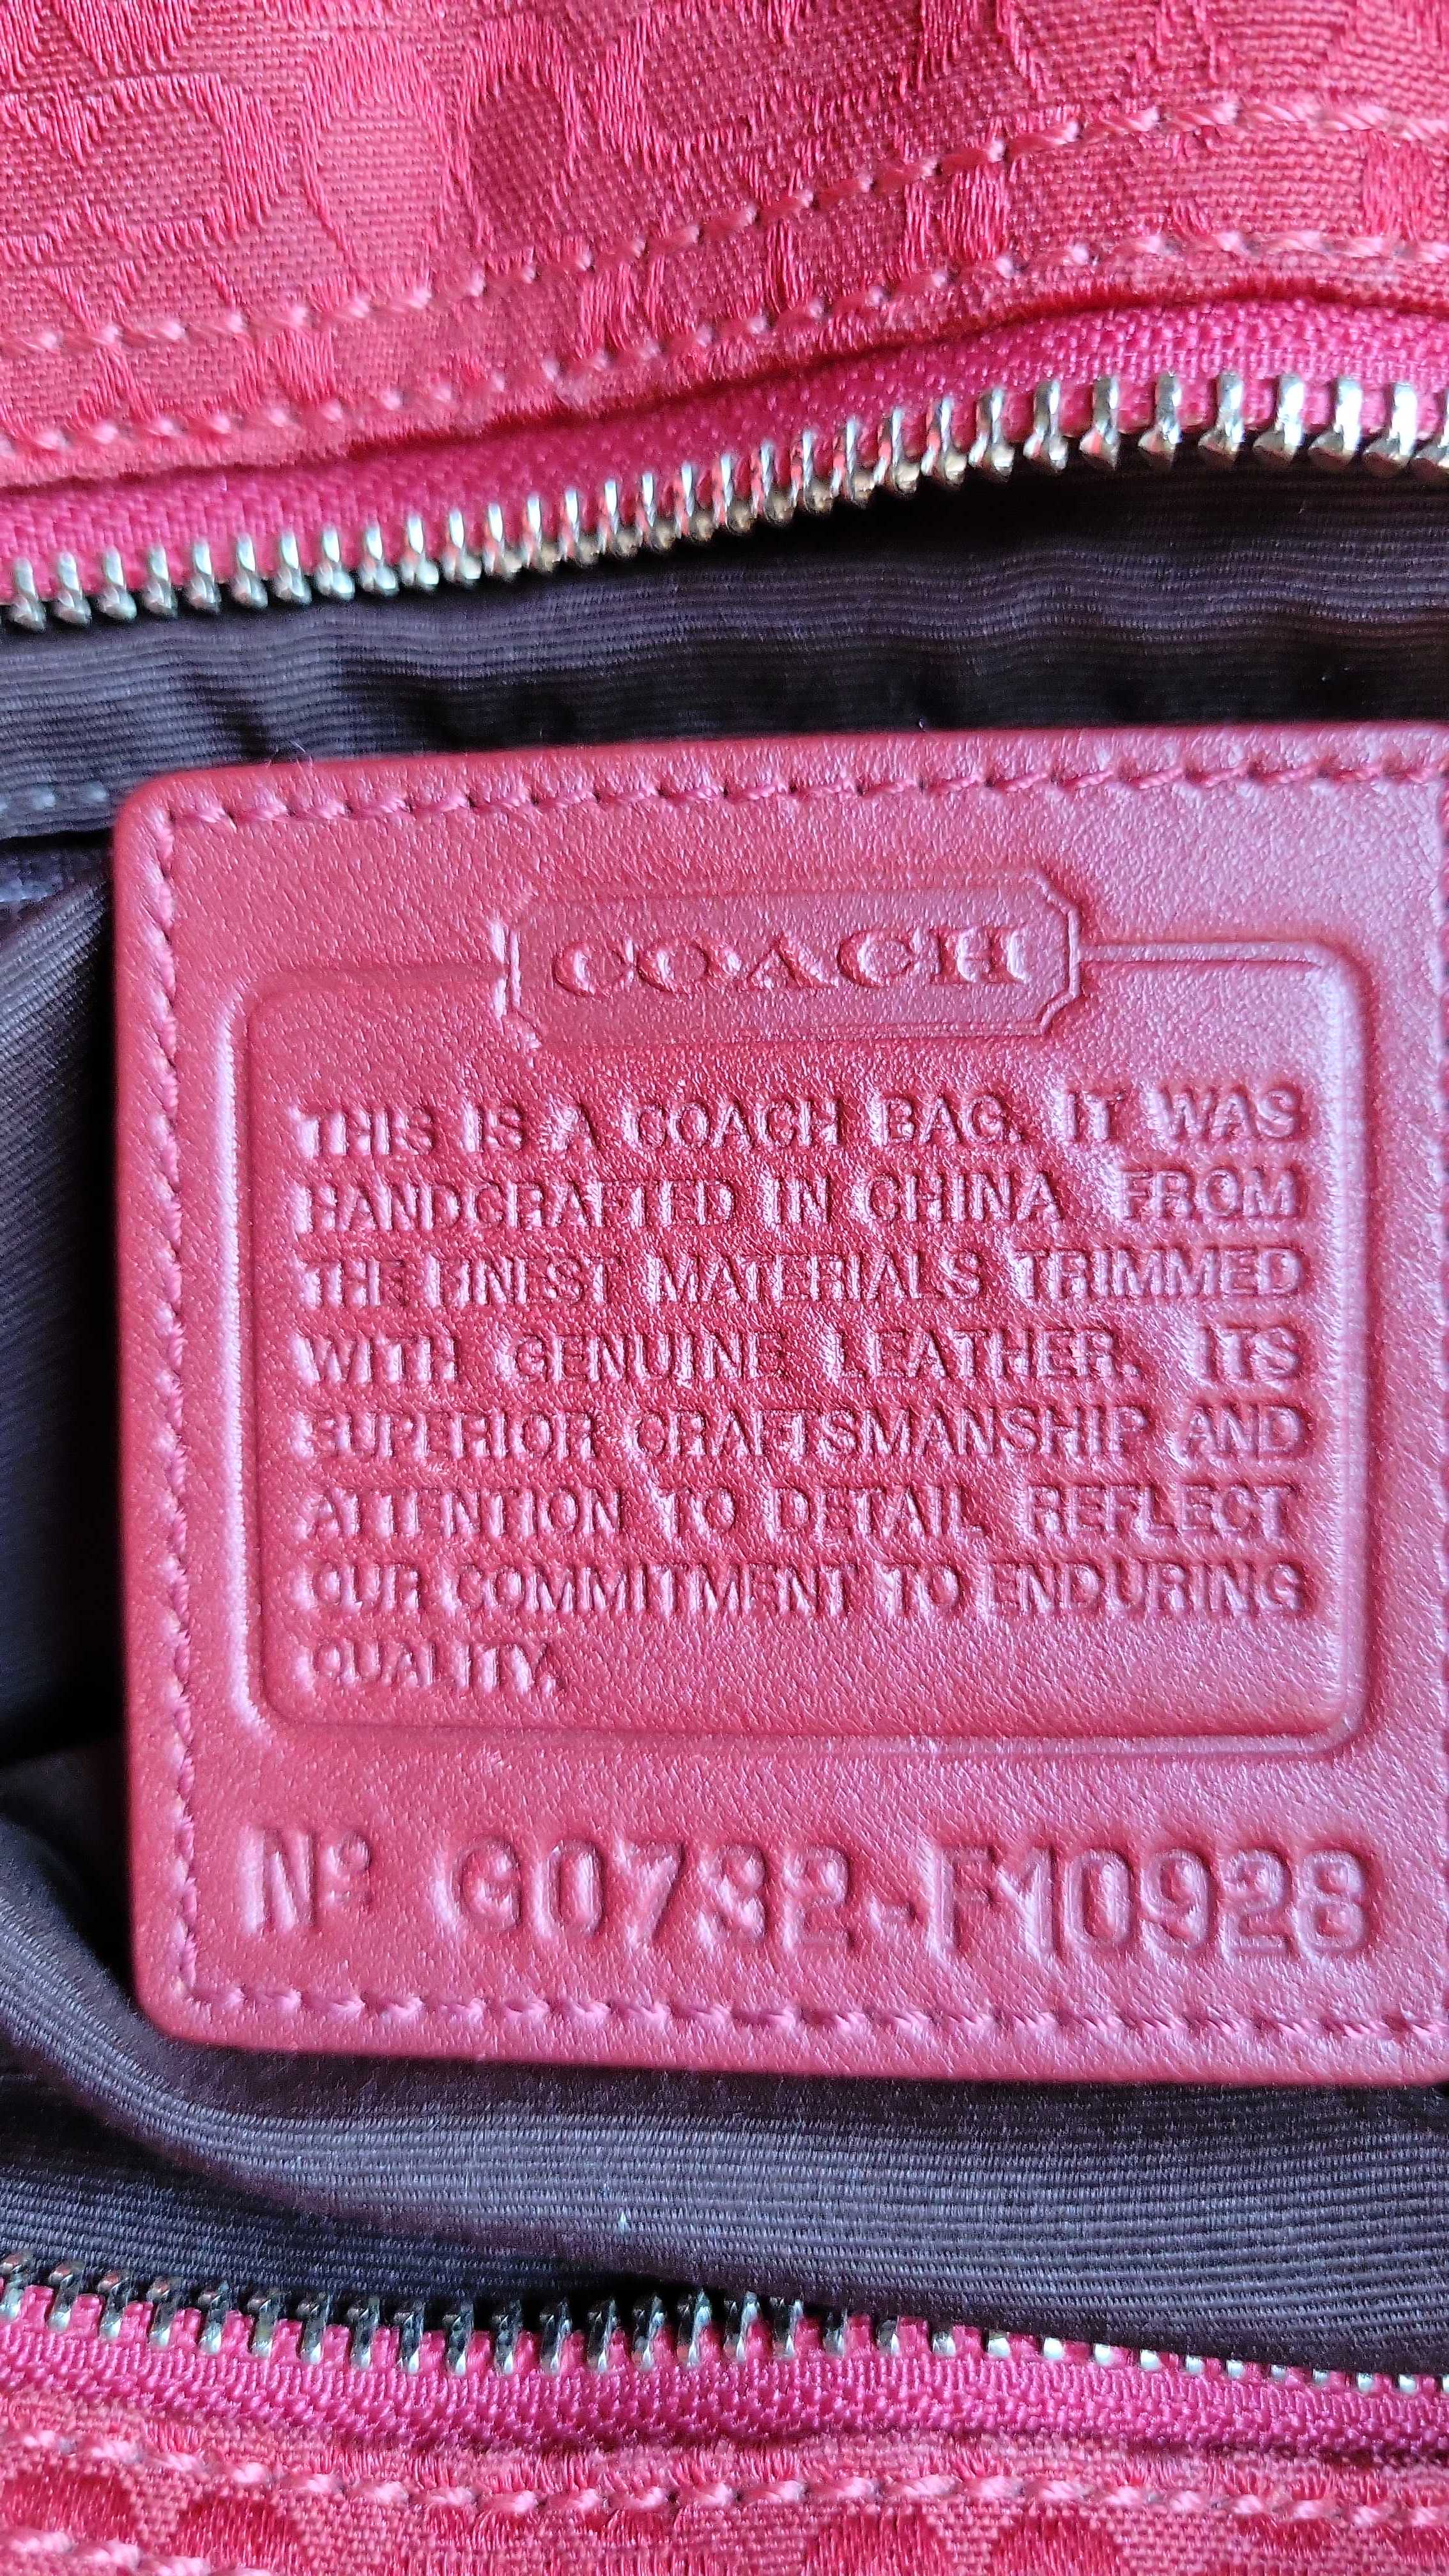 COACH
THIS IS A COACH BAG. IT WAS
HANDCRAFTED IN CHINA FROM
THE FINEST MATERIALS TRIMMED
WITH GENUINE LEATHER. ITS
SUPERIOR CRAFTSMANSHIP AND
ATTENTION TO DETAIL REFLECT
OUR COMMITMENT TO ENDURING
QUALITY.
Nº G0732-F10928